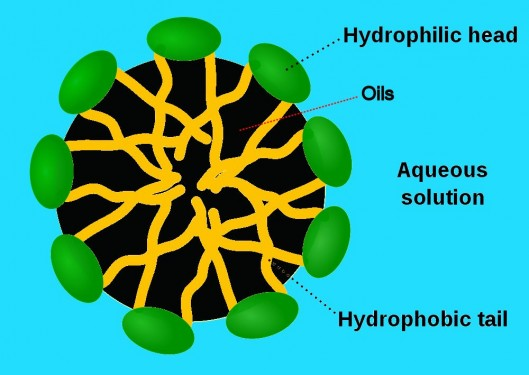 Hydrophilic head
Oils
Aqueous
solution
Hydrophobic tail